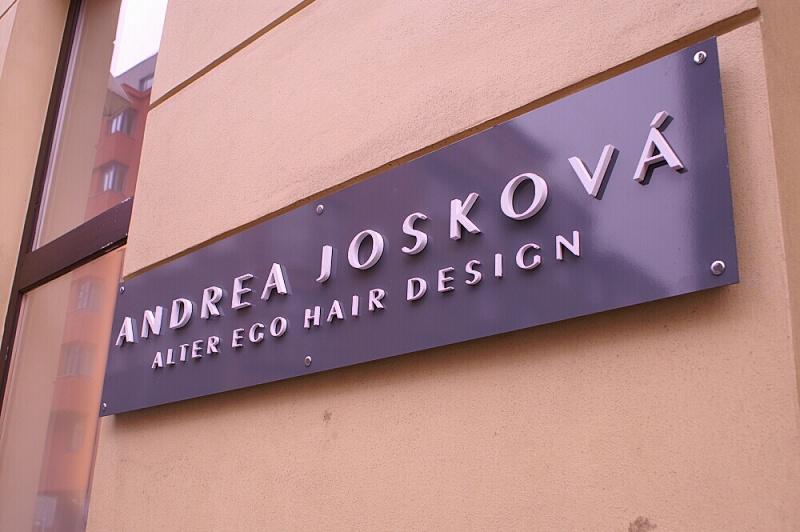 ANDREA JOSKOVÁ
ALTER EGO HAIR DESIGN